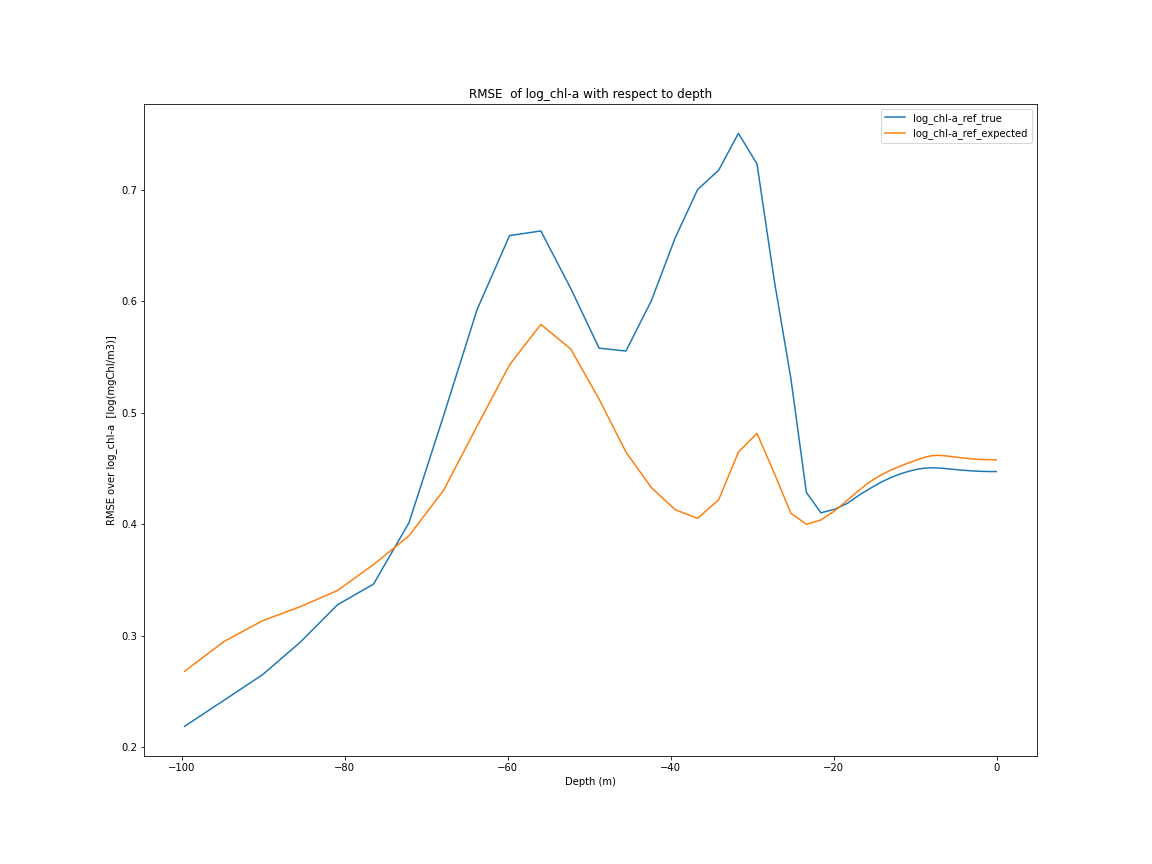 RMSE  of log_chl-a with respect to depth
log_chl-a_ref_true
log_chl-a_ref_expected
RMSE over log_chl-a  [log(mgChl/m3)]
0.7
0.6
0.5
0.4
0.3
0.2
−100 −80 −60 −40 −20 0
Depth (m)